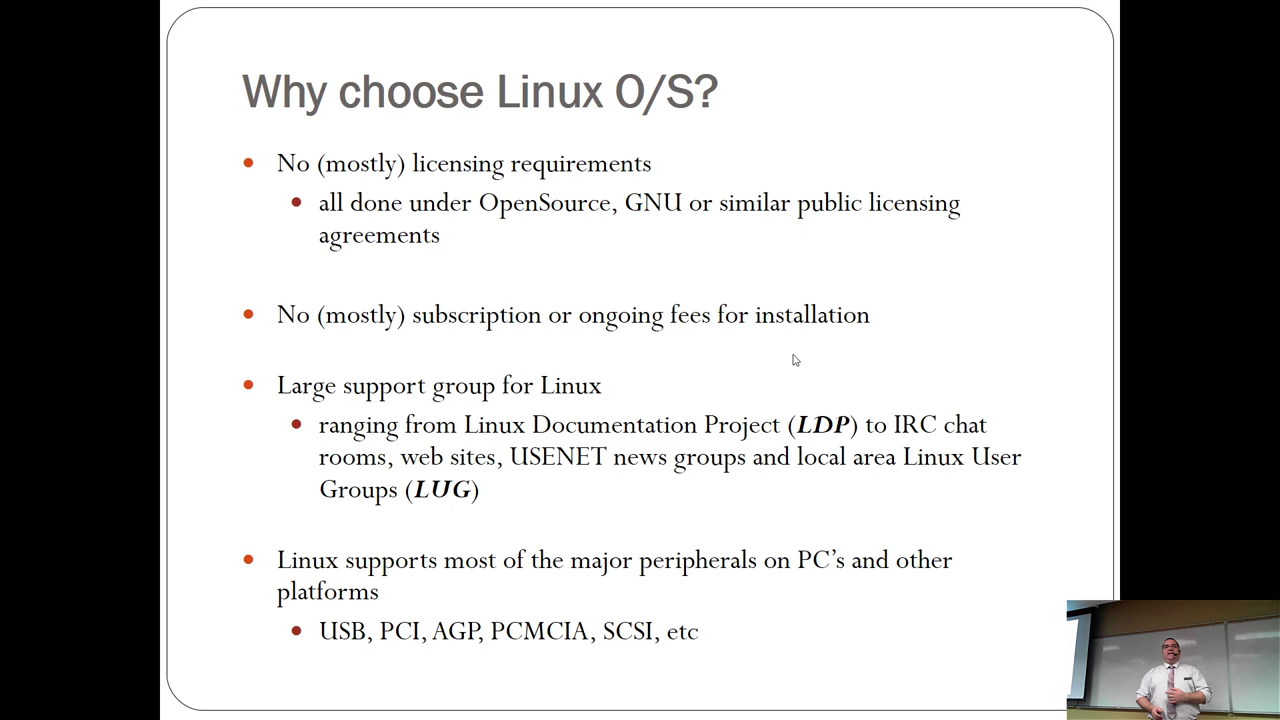 Why choose Linux O/S?
No (mostly) licensing requirements
all done under OpenSource, GNU or similar public licensing
agreements
No (mostly) subscription or ongoing fees for installation
Large support group for Linux
ranging from Linux Documentation Project (LDP) to IRC chat
rooms, web sites, USENET news groups and local area Linux User
Groups (LUG)
Linux supports most of the major peripherals on PC’s and other
platforms
USB, PCI, AGP, PCMCIA, SCSI, etc